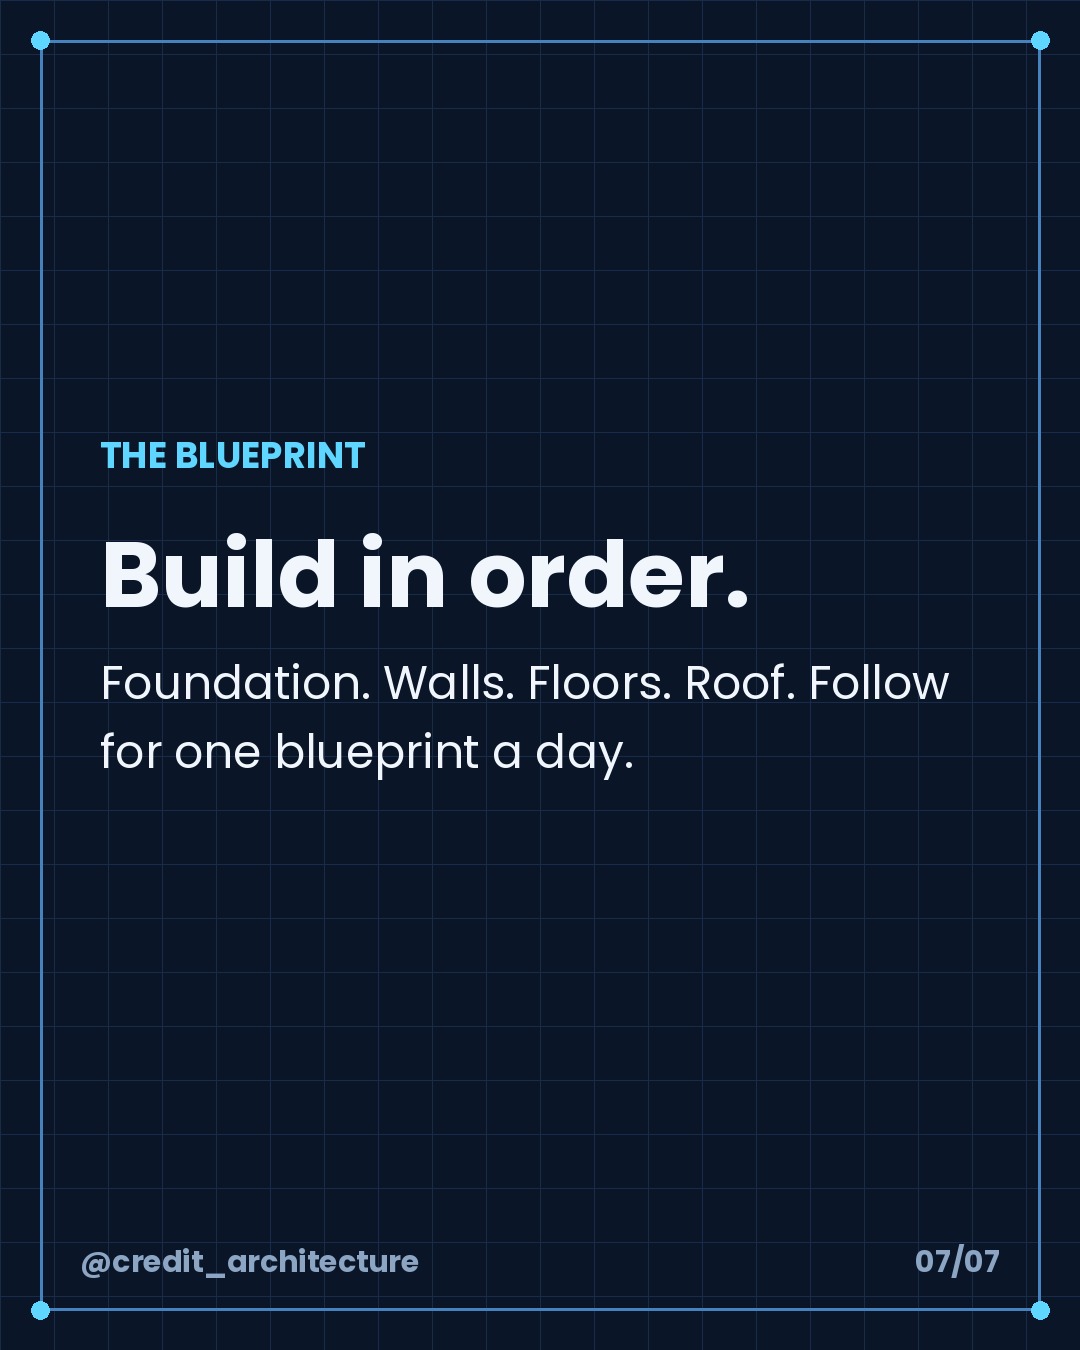 THE BLUEPRINT
Build in order.
Foundation. Walls. Floors. Roof. Follow
for one blueprint a day.
@credit_architecture
07/07